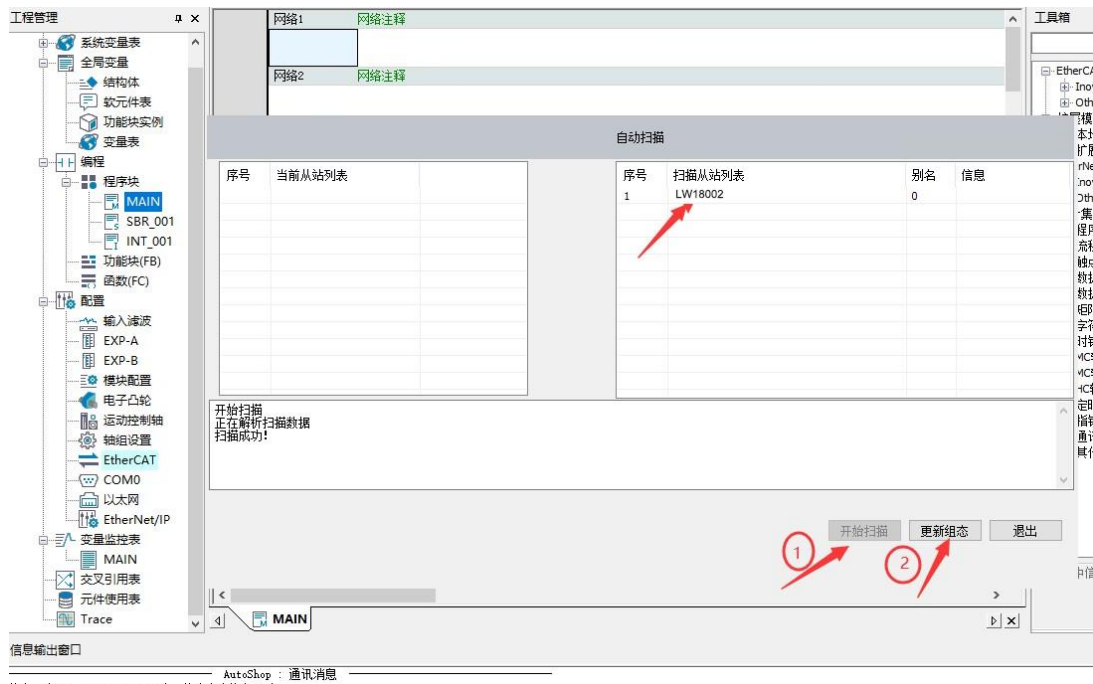 工程管理
系统变量表
全局变量
结构体
软元件表
功能块实例
变量表
编程
程序块
MAIN
SBR_001
INT_001
功能块(FB)
函数(FC)
配置
输入滤波
EXP-A
EXP-B
模块配置
电子凸轮
运动控制轴
轴组设置
EtherCAT
COM0
以太网
EtherNet/IP
变量监控表
MAIN
交叉引用表
元件使用表
Trace
网络1 网络注释
网络2 网络注释
自动扫描
序号 当前从站列表
序号 扫描从站列表 别名 信息
1 LW18002 0
开始扫描
正在解析扫描数据
扫描成功!
开始扫描 更新组态 退出
1 2
MAIN
工具箱
信息输出窗口
AutoShop : 通讯消息